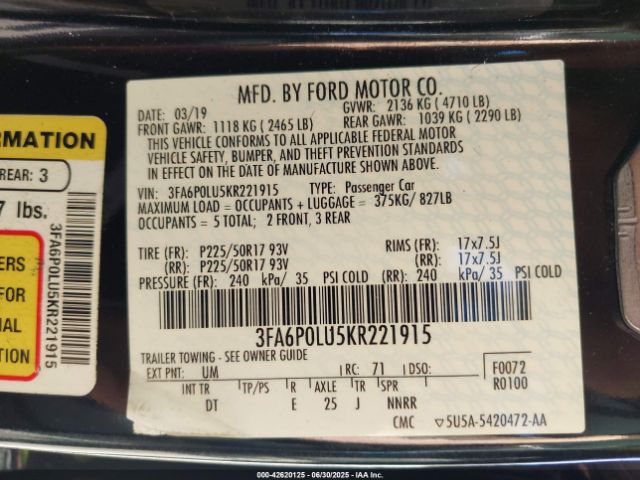 MFD. BY FORD MOTOR CO.
DATE: 03/19 GVWR: 2136 KG ( 4710 LB)
FRONT GAWR: 1118 KG ( 2465 LB) REAR GAWR: 1039 KG ( 2290 LB)
THIS VEHICLE CONFORMS TO ALL APPLICABLE FEDERAL MOTOR
VEHICLE SAFETY, BUMPER, AND THEFT PREVENTION STANDARDS
IN EFFECT ON THE DATE OF MANUFACTURE SHOWN ABOVE.
VIN: 3FA6P0LU5KR221915 TYPE: Passenger Car
MAXIMUM LOAD = OCCUPANTS + LUGGAGE = 375KG/ 827LB
OCCUPANTS = 5 TOTAL; 2 FRONT, 3 REAR
TIRE (FR): P225/50R17 93V RIMS (FR): 17x7.5J
(RR): P225/50R17 93V (RR): 17x7.5J
PRESSURE (FR): 240 kPa/ 35 PSI COLD (RR): 240 kPa/ 35 PSI COLD
3FA6P0LU5KR221915
TRAILER TOWING - SEE OWNER GUIDE
EXT PNT: UM RC: 71 DSO: F0072
INT TR TP/PS R AXLE TR SPR R0100
DT E 25 J NNRR
CMC ▽5U5A-5420472-AA
ORMATION
REAR: 3
7 lbs.
ERS
FOR
IAL
ON
3FA6P0LU5KR221915
000-42620125 - 06/30/2025 - IAAI.com